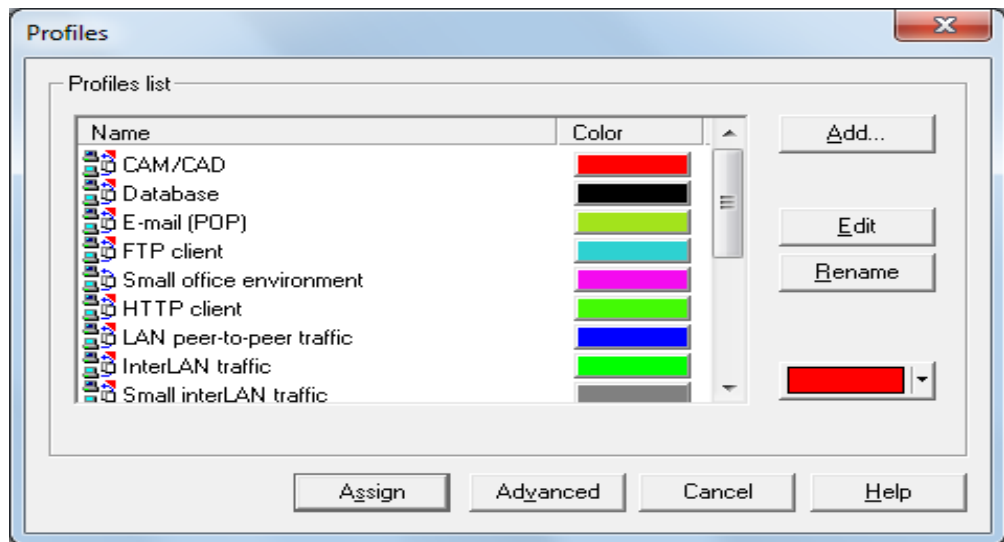 Profiles
Profiles list
Name Color
CAM/CAD
Database
E-mail (POP)
FTP client
Small office environment
HTTP client
LAN peer-to-peer traffic
InterLAN traffic
Small interLAN traffic
Add...
Edit
Rename
Assign Advanced Cancel Help